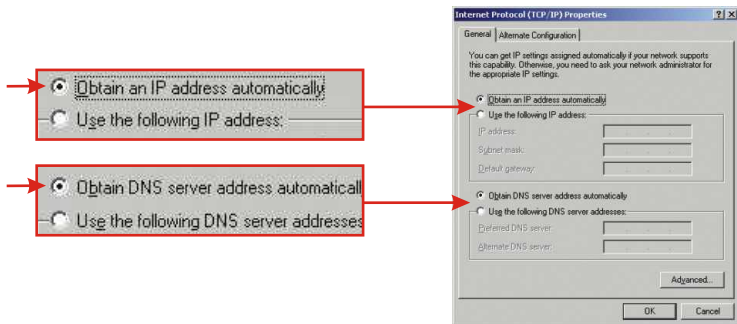 Obtain an IP address automatically
Use the following IP address:
Obtain DNS server address automaticall
Use the following DNS server addresses
Internet Protocol (TCP/IP) Properties
? X
General
Alternate Configuration
You can get IP settings assigned automatically if your network supports
this capability. Otherwise, you need to ask your network administrator for
the appropriate IP settings.
Obtain an IP address automatically
Use the following IP address:
IP address:
Subnet mask:
Default gateway:
Obtain DNS server address automatically
Use the following DNS server addresses:
Preferred DNS server:
Alternate DNS server:
Advanced...
OK
Cancel